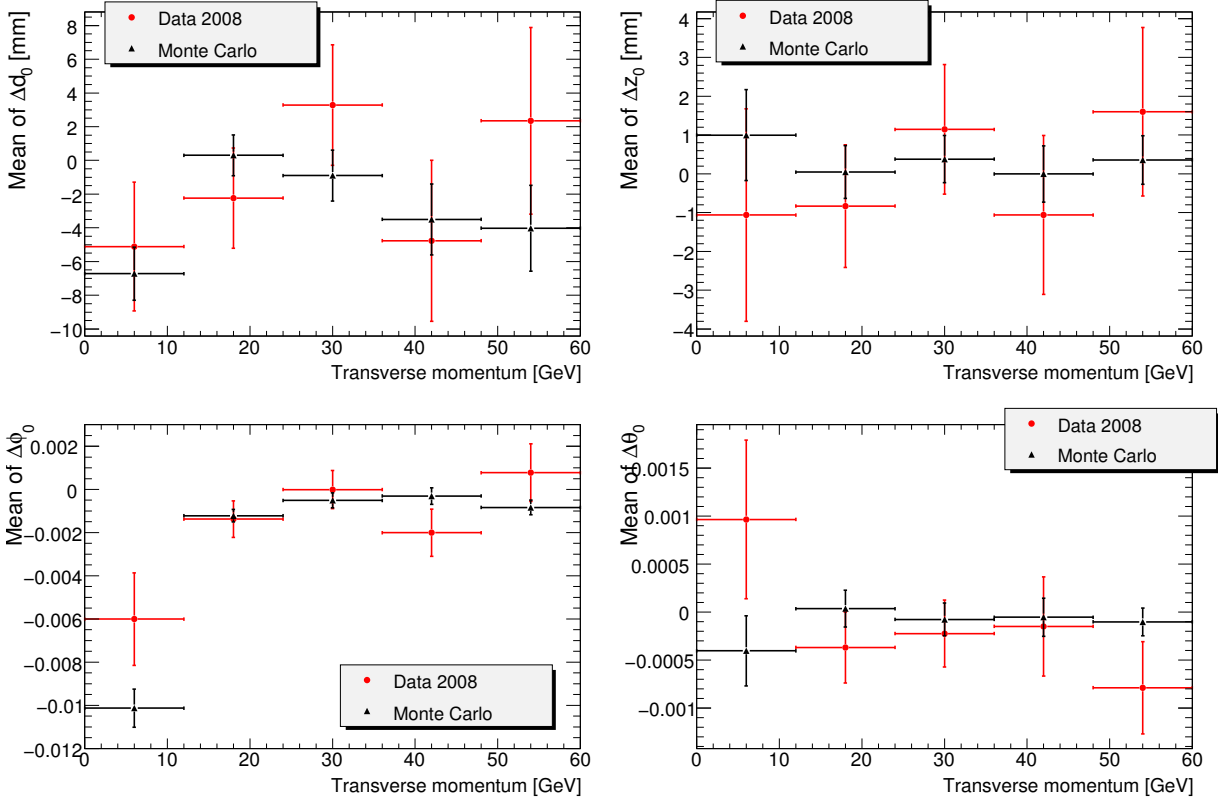 Data 2008
Monte Carlo
Mean of Δd₀ [mm]
8
6
4
2
0
−2
−4
−6
−8
−10
0 10 20 30 40 50 60
Transverse momentum [GeV]
Data 2008
Monte Carlo
Mean of Δz₀ [mm]
4
3
2
1
0
−1
−2
−3
−4
0 10 20 30 40 50 60
Transverse momentum [GeV]
Mean of Δϕ₀
0.002
0
−0.002
−0.004
−0.006
−0.008
−0.01
−0.012
Data 2008
Monte Carlo
0 10 20 30 40 50 60
Transverse momentum [GeV]
Data 2008
Monte Carlo
Mean of Δθ₀
0.0015
0.001
0.0005
0
−0.0005
−0.001
0 10 20 30 40 50 60
Transverse momentum [GeV]